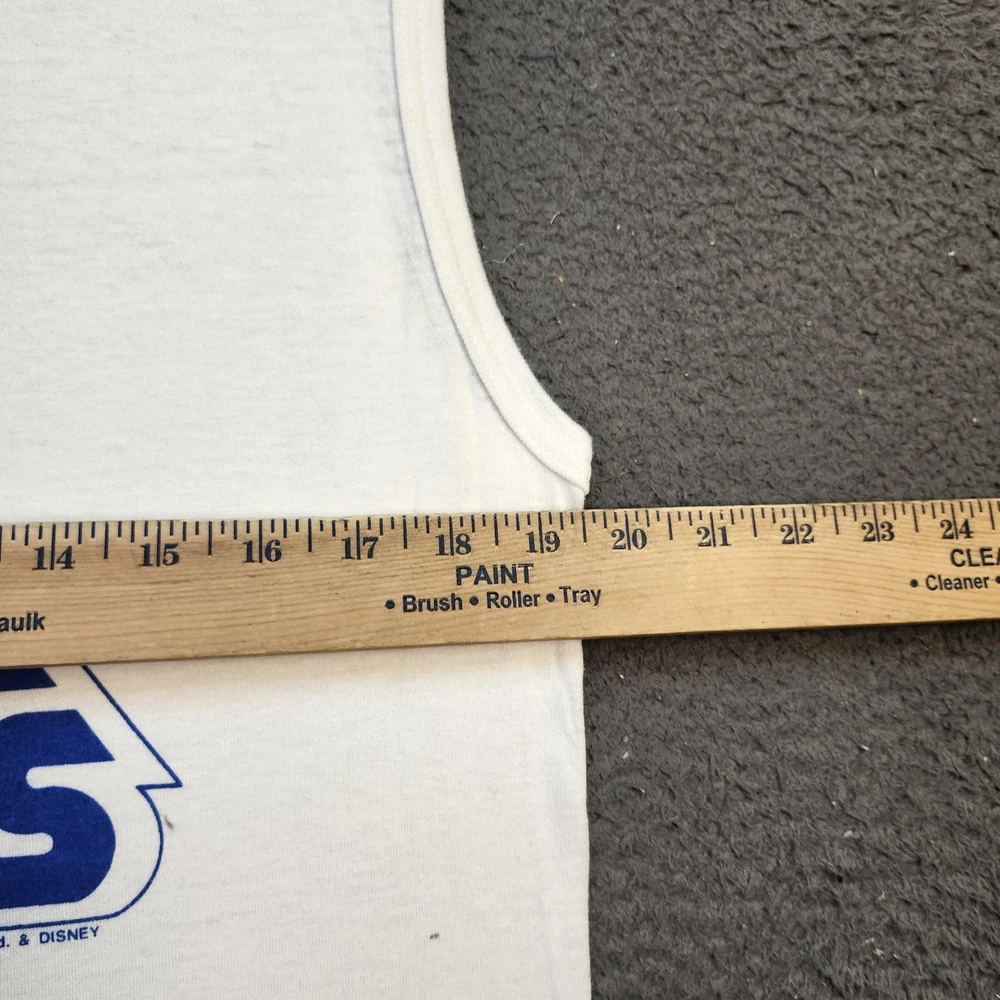 14 15 16 17 18 19 20 21 22 23 24
PAINT
• Brush • Roller • Tray
CLEA
• Cleaner •
aulk
S
d. & DISNEY